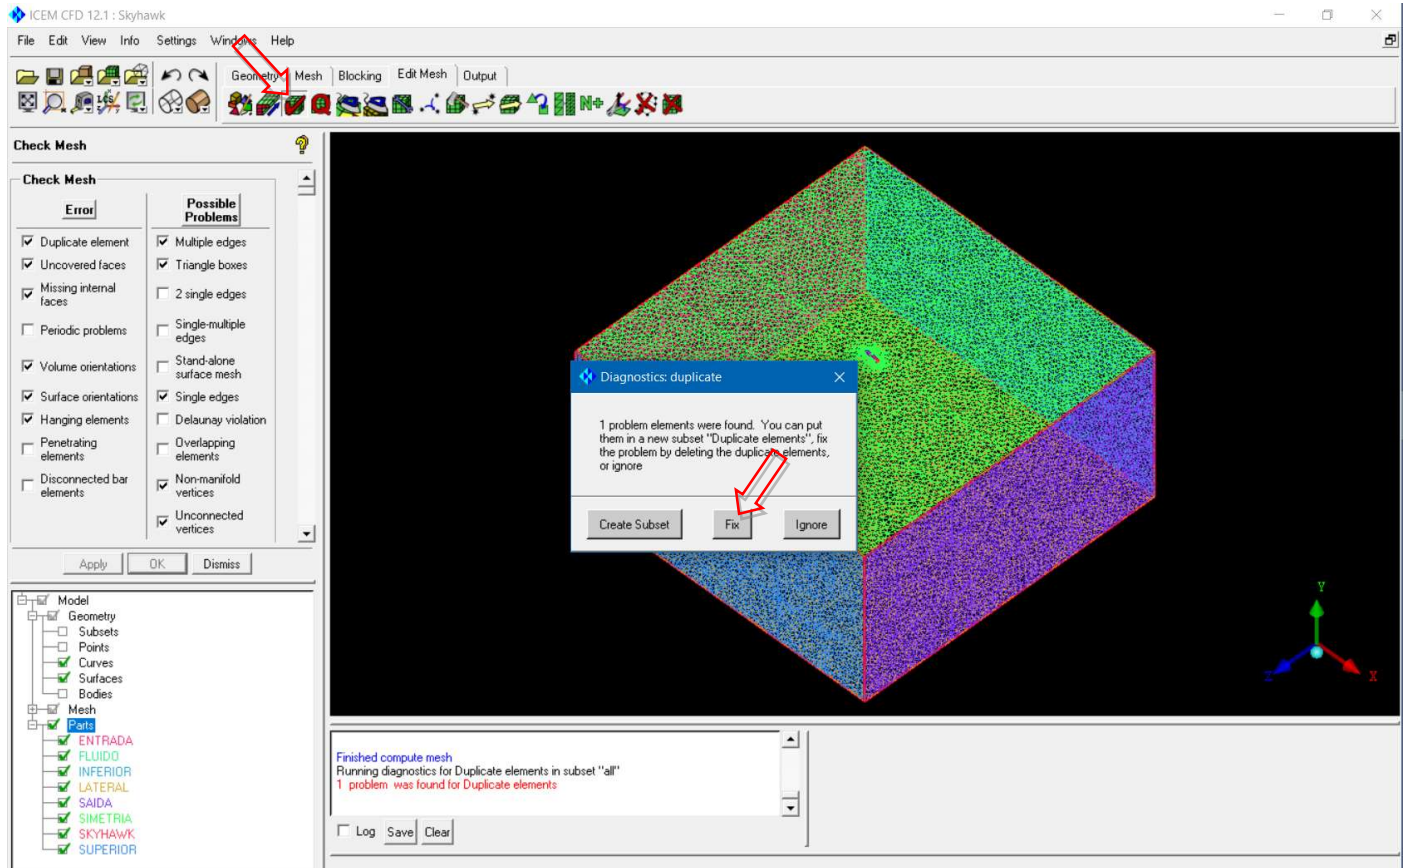 ICEM CFD 12.1 : Skyhawk
File Edit View Info Settings Windows Help
Geometry Mesh Blocking Edit Mesh Output
Check Mesh
Check Mesh
Error
Possible
Problems
Duplicate element
Multiple edges
Uncovered faces
Triangle boxes
Missing internal
faces
2 single edges
Periodic problems
Single-multiple
edges
Volume orientations
Stand-alone
surface mesh
Surface orientations
Single edges
Hanging elements
Delaunay violation
Penetrating
elements
Overlapping
elements
Disconnected bar
elements
Non-manifold
vertices
Unconnected
vertices
Apply OK Dismiss
Model
Geometry
Subsets
Points
Curves
Surfaces
Bodies
Mesh
Parts
ENTRADA
FLUIDO
INFERIOR
LATERAL
SAIDA
SIMETRIA
SKYHAWK
SUPERIOR
Diagnostics: duplicate
1 problem elements were found. You can put
them in a new subset "Duplicate elements", fix
the problem by deleting the duplicate elements,
or ignore
Create Subset Fix Ignore
Y
Z
X
Finished compute mesh
Running diagnostics for Duplicate elements in subset "all"
1 problem was found for Duplicate elements
Log Save Clear